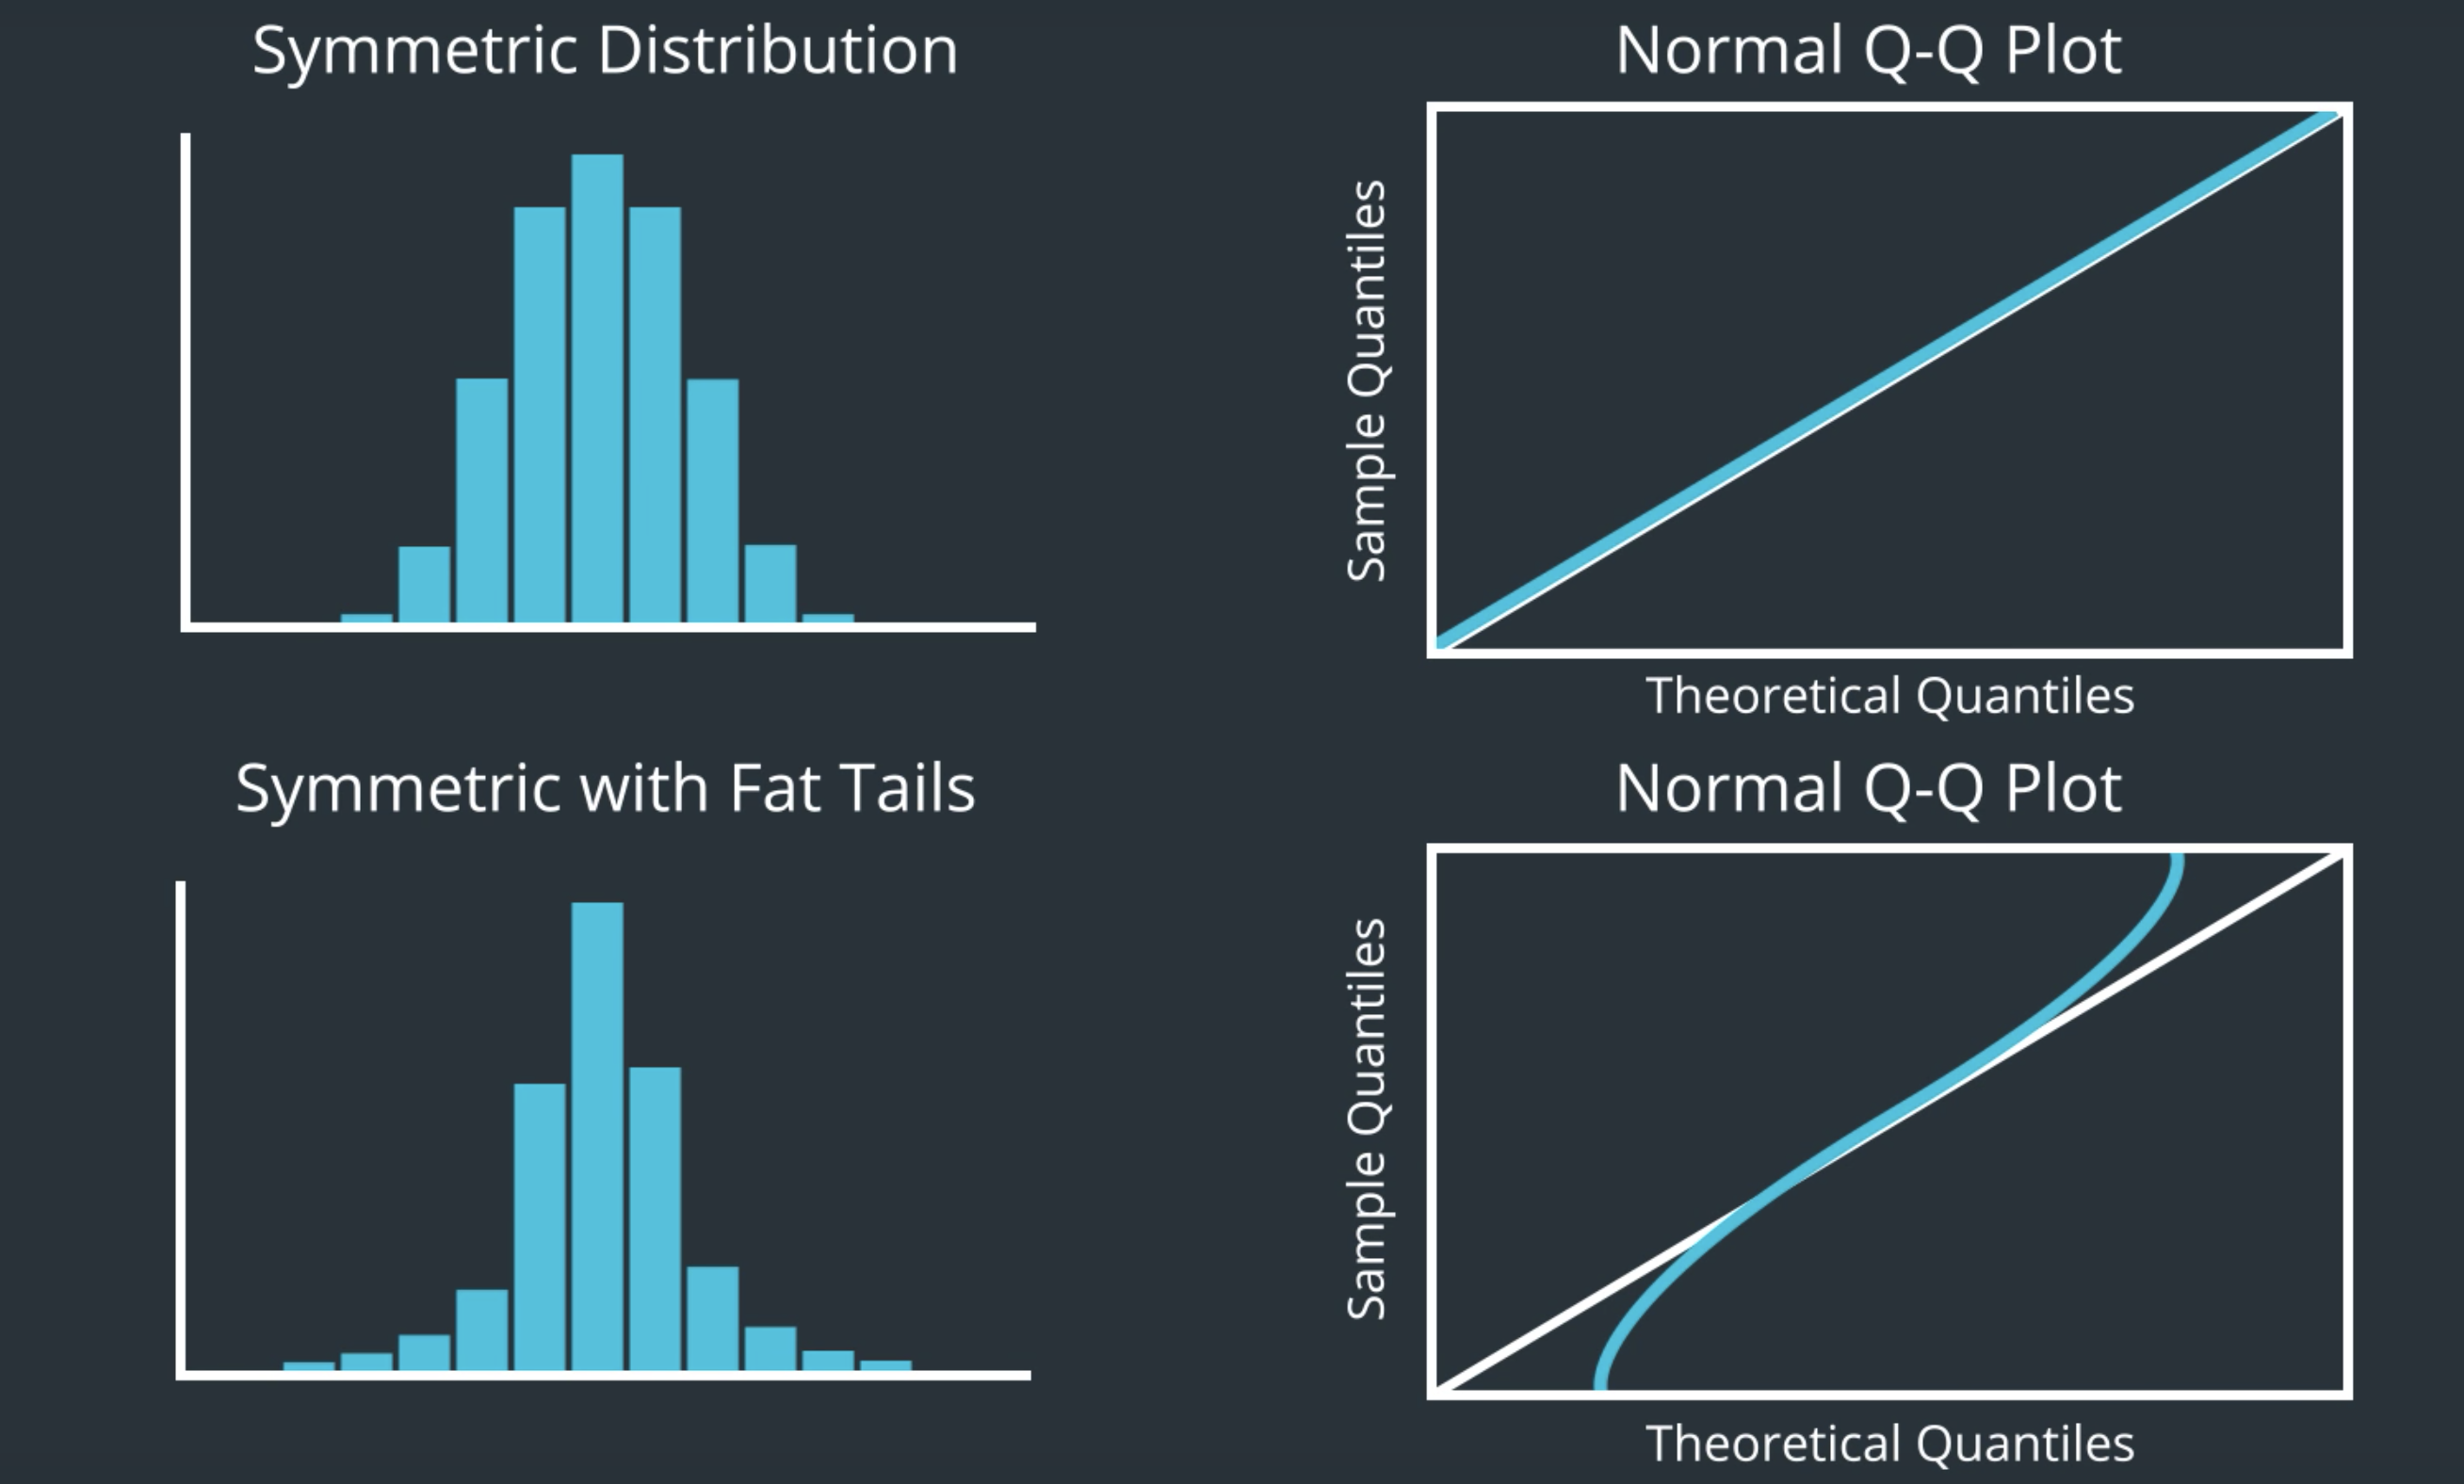 Symmetric Distribution
Normal Q-Q Plot
Sample Quantiles
Theoretical Quantiles
Symmetric with Fat Tails
Normal Q-Q Plot
Sample Quantiles
Theoretical Quantiles